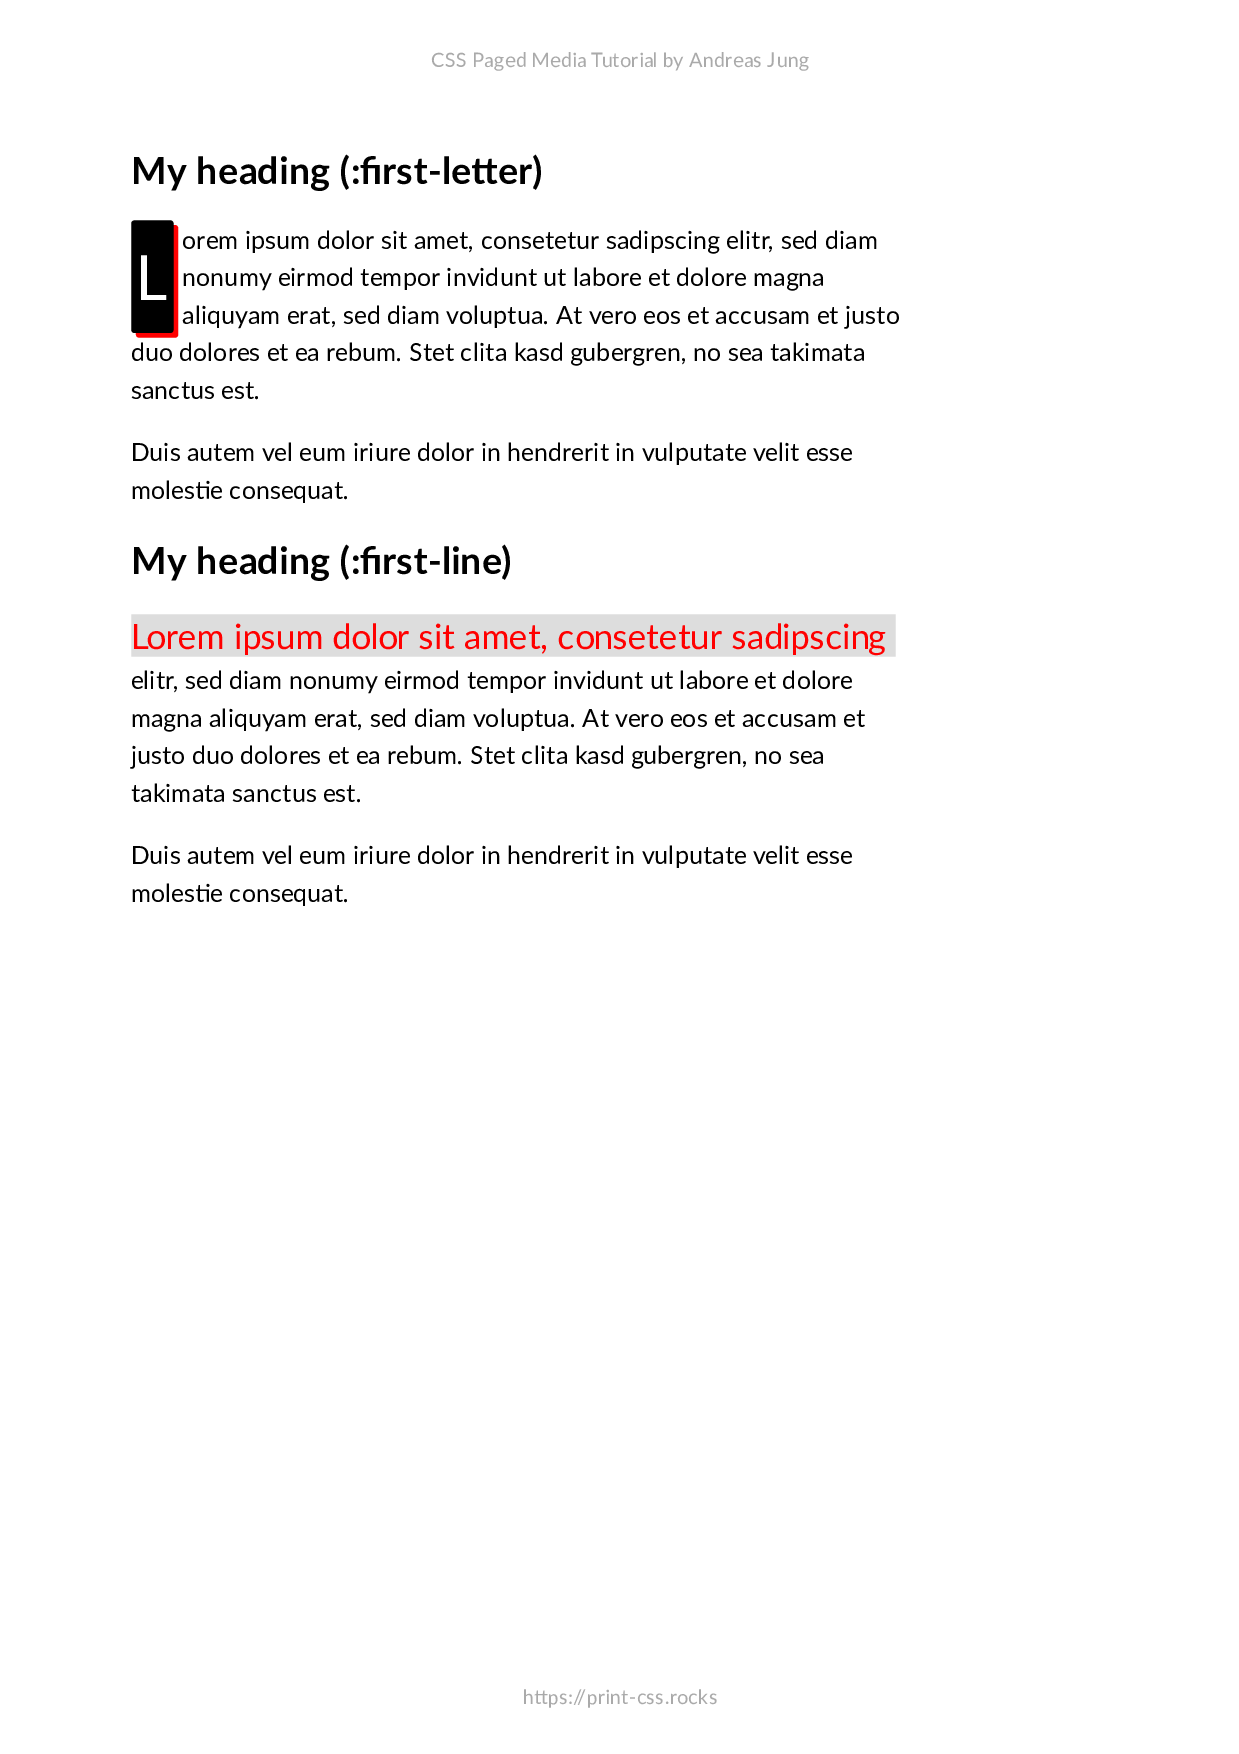 CSS Paged Media Tutorial by Andreas Jung
My heading (:first-letter)
Lorem ipsum dolor sit amet, consetetur sadipscing elitr, sed diam
nonumy eirmod tempor invidunt ut labore et dolore magna
aliquyam erat, sed diam voluptua. At vero eos et accusam et justo
duo dolores et ea rebum. Stet clita kasd gubergren, no sea takimata
sanctus est.
Duis autem vel eum iriure dolor in hendrerit in vulputate velit esse
molestie consequat.
My heading (:first-line)
Lorem ipsum dolor sit amet, consetetur sadipscing
elitr, sed diam nonumy eirmod tempor invidunt ut labore et dolore
magna aliquyam erat, sed diam voluptua. At vero eos et accusam et
justo duo dolores et ea rebum. Stet clita kasd gubergren, no sea
takimata sanctus est.
Duis autem vel eum iriure dolor in hendrerit in vulputate velit esse
molestie consequat.
https://print-css.rocks